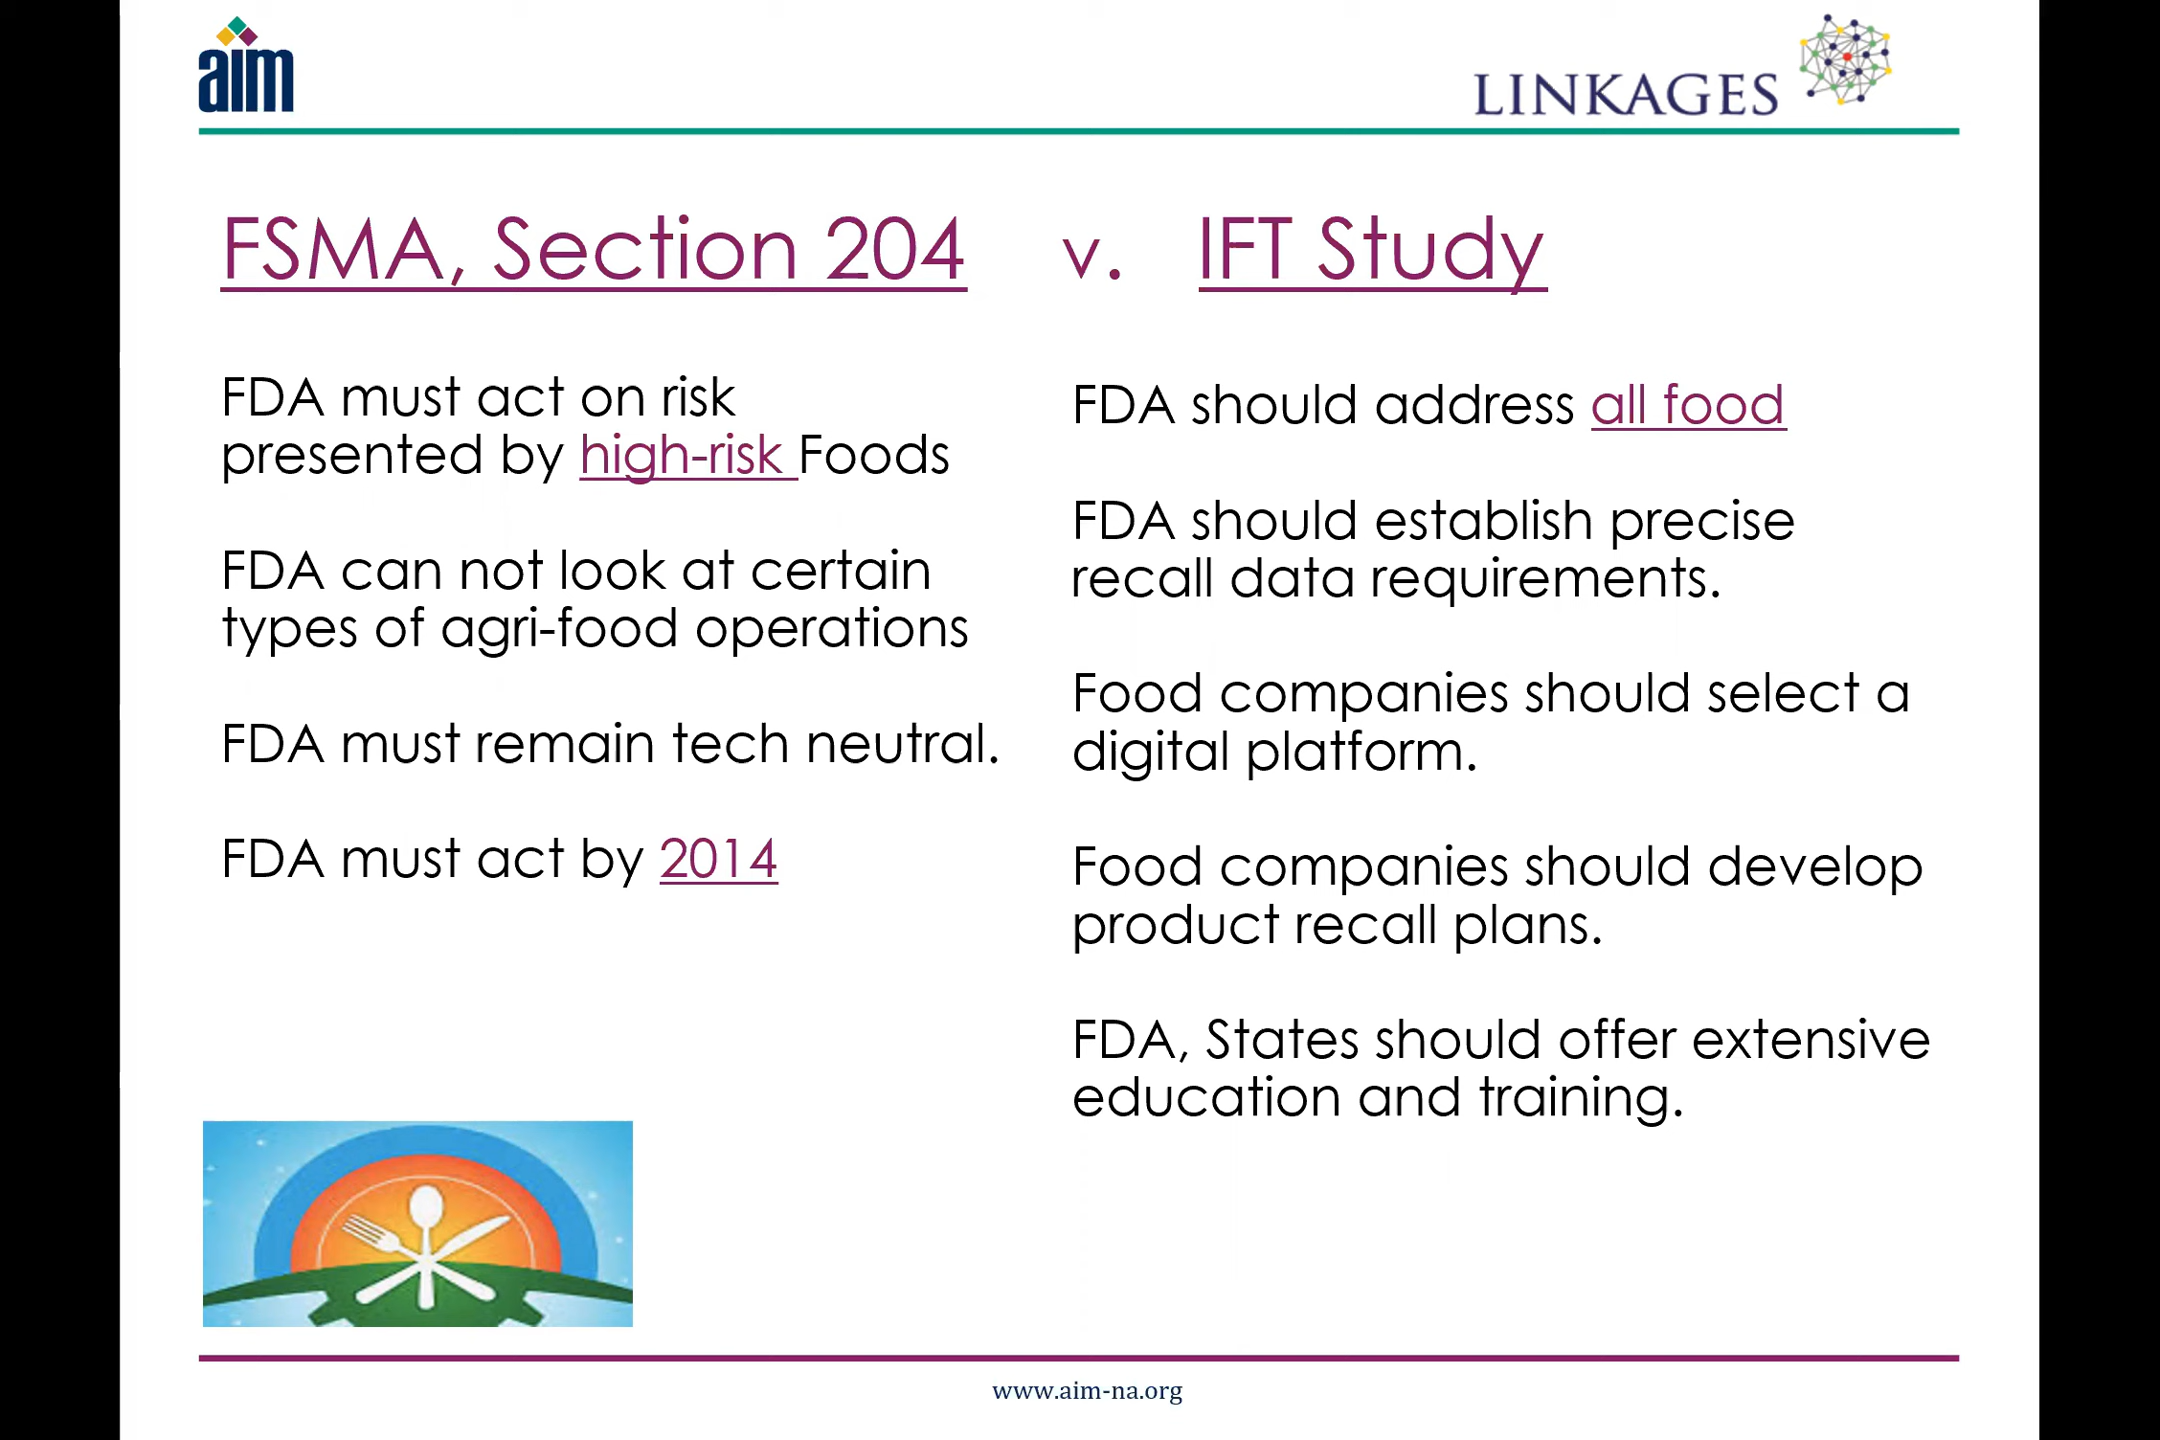 aim
LINKAGES
FSMA, Section 204 v. IFT Study
FDA must act on risk
presented by high-risk Foods
FDA can not look at certain
types of agri-food operations
FDA must remain tech neutral.
FDA must act by 2014
FDA should address all food
FDA should establish precise
recall data requirements.
Food companies should select a
digital platform.
Food companies should develop
product recall plans.
FDA, States should offer extensive
education and training.
www.aim-na.org